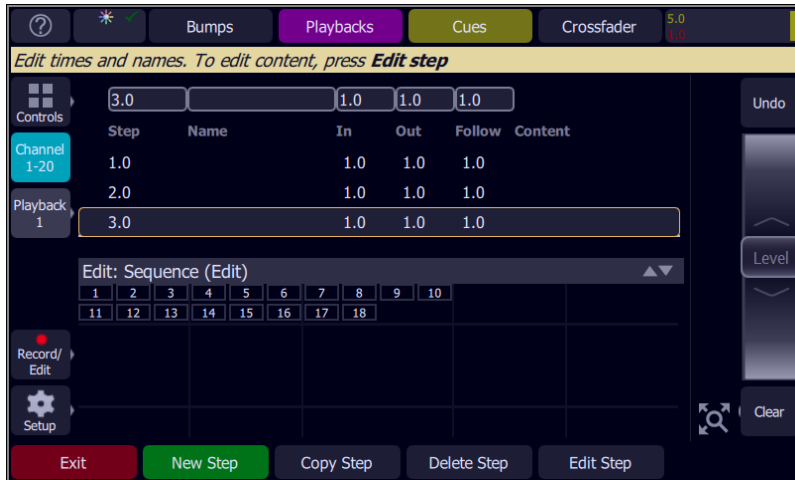 ? Bumps Playbacks Cues Crossfader 5.0
1.0
Edit times and names. To edit content, press Edit step
Controls
Channel
1-20
Playback
1
Record/
Edit
Setup
3.0 1.0 1.0 1.0
Step Name In Out Follow Content
1.0 1.0 1.0 1.0
2.0 1.0 1.0 1.0
3.0 1.0 1.0 1.0
Edit: Sequence (Edit)
1 2 3 4 5 6 7 8 9 10
11 12 13 14 15 16 17 18
Undo
Level
Clear
Exit New Step Copy Step Delete Step Edit Step